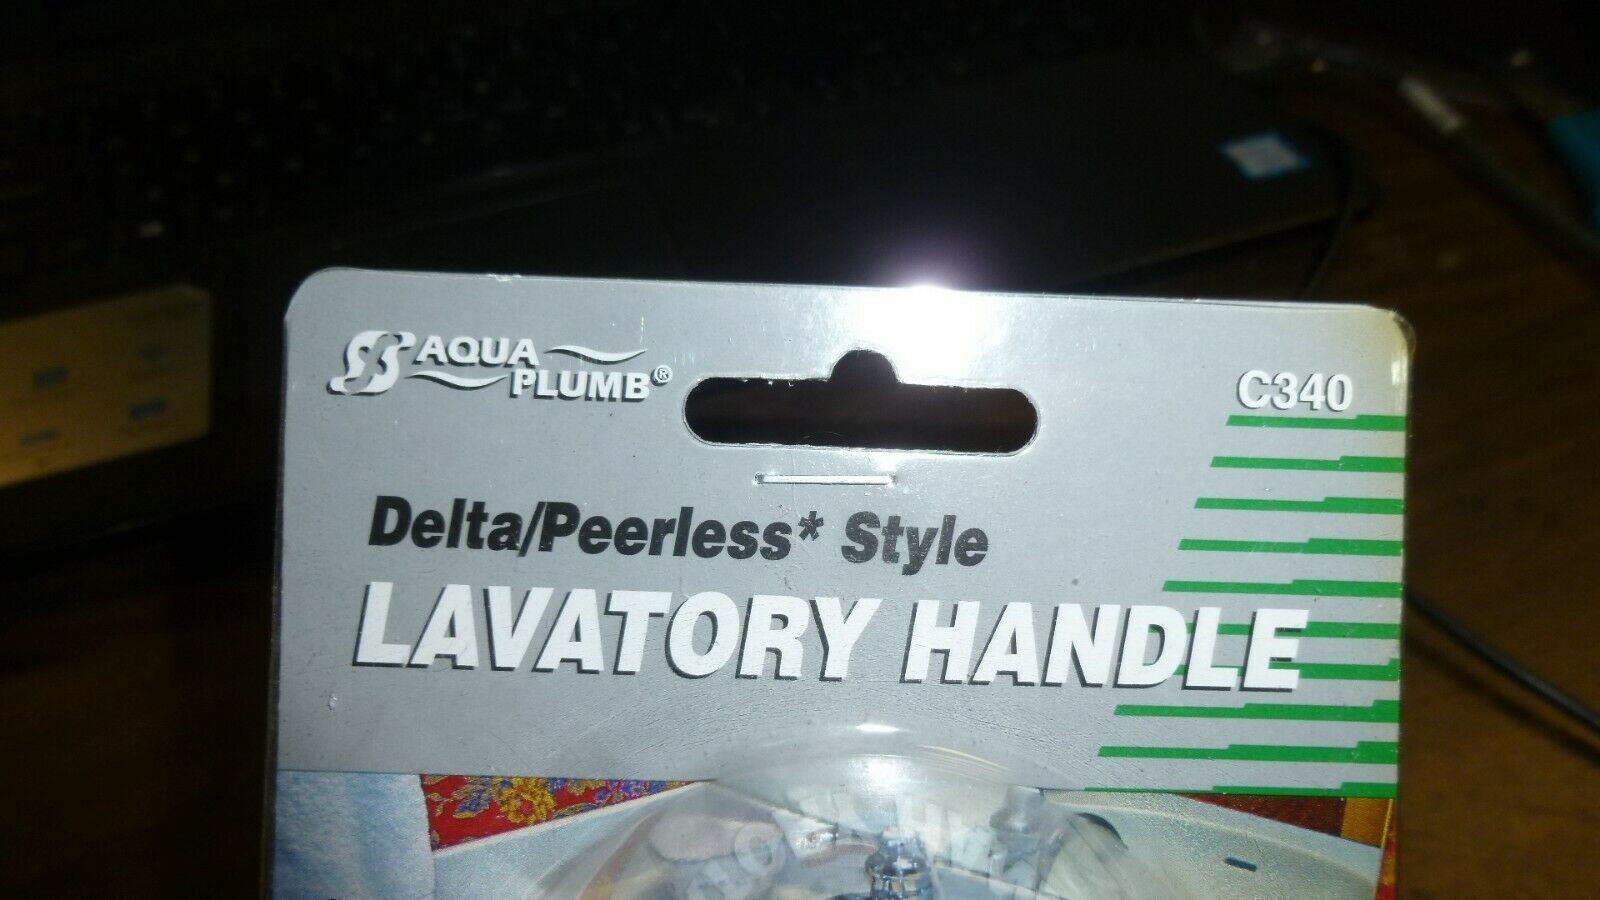 AQUA
PLUMB®
C340
Delta/Peerless* Style
LAVATORY HANDLE